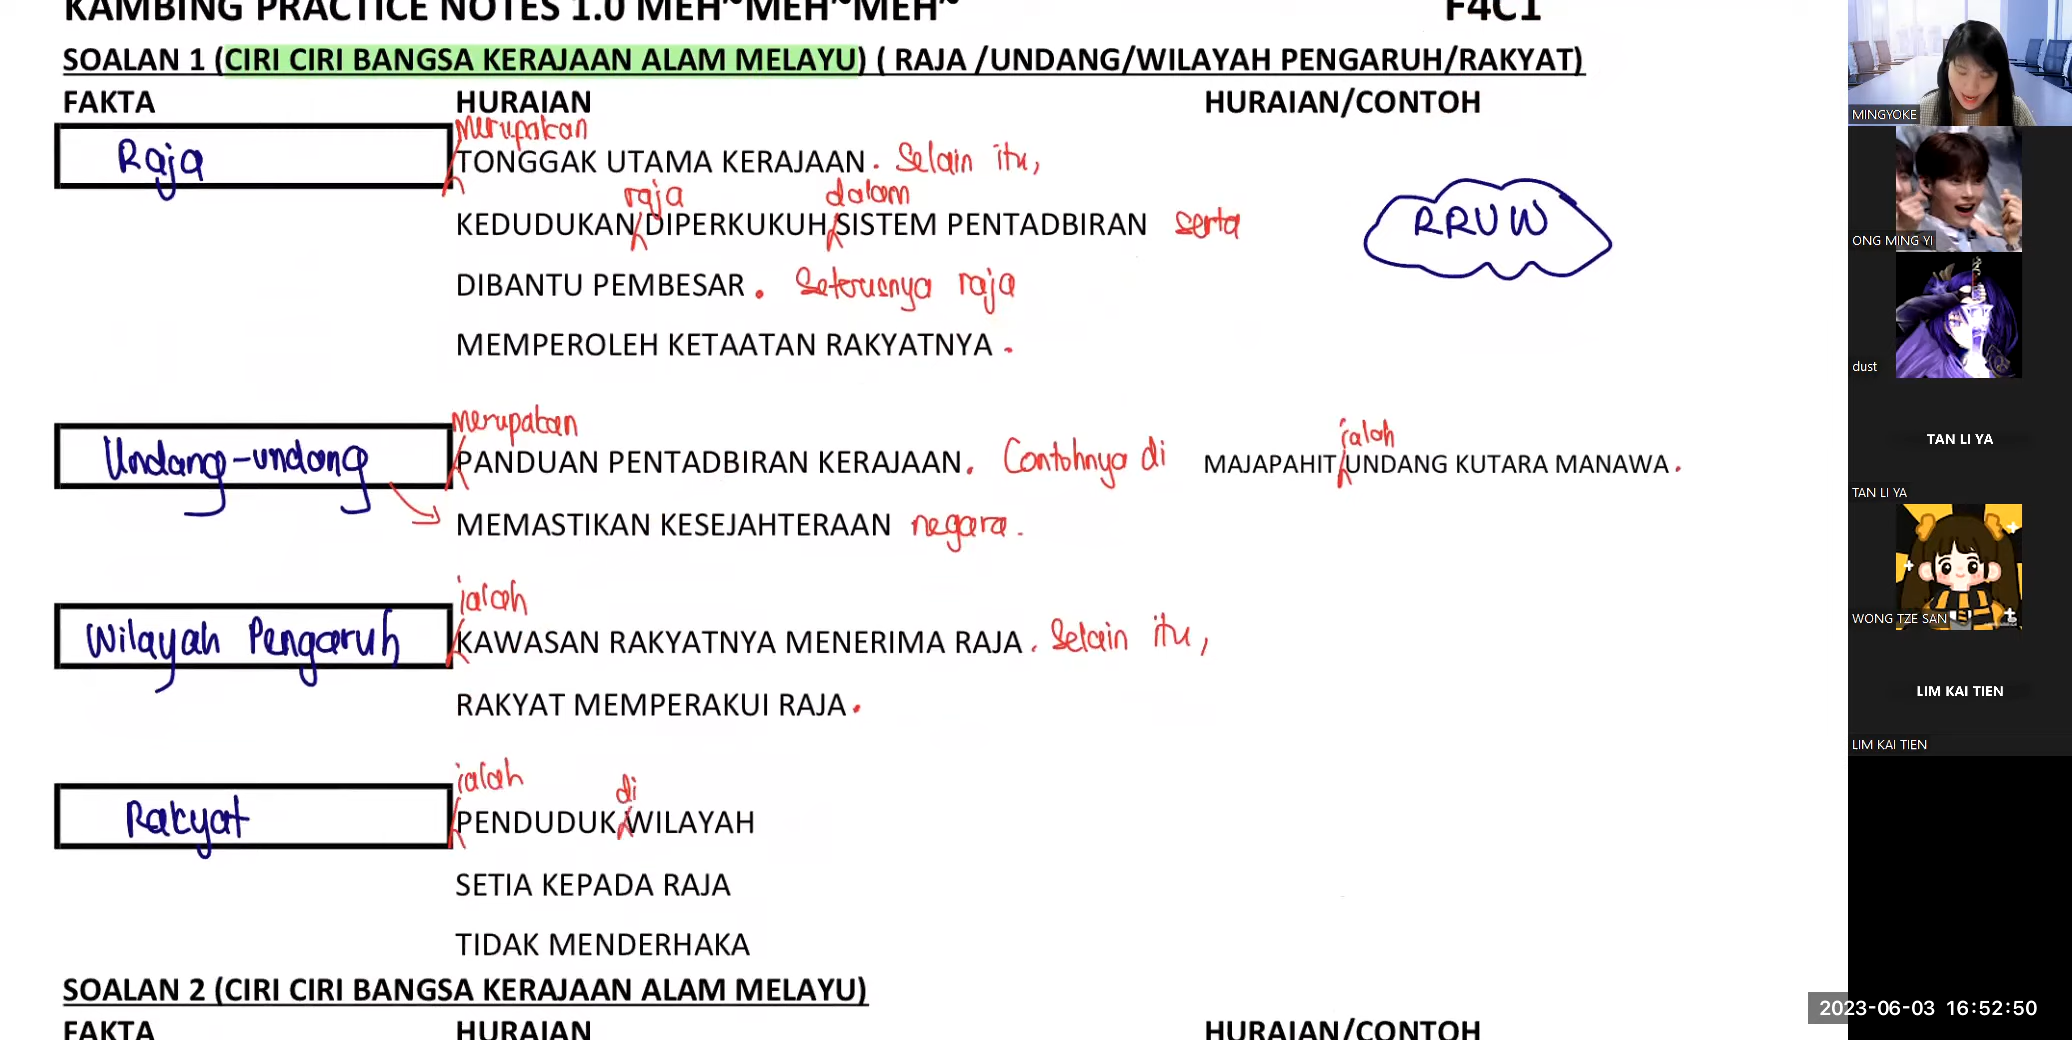 KAMBING PRACTICE NOTES 1.0 MEH~MEH~MEH~ F4C1
SOALAN 1 (CIRI CIRI BANGSA KERAJAAN ALAM MELAYU) ( RAJA /UNDANG/WILAYAH PENGARUH/RAKYAT)
FAKTA HURAIAN HURAIAN/CONTOH
Merupakan
Raja TONGGAK UTAMA KERAJAAN. Selain itu,
raja dalam
KEDUDUKAN DIPERKUKUH SISTEM PENTADBIRAN serta
RRUW
DIBANTU PEMBESAR. Seterusnya raja
MEMPEROLEH KETAATAN RAKYATNYA.
Merupakan ialah
Undang-undang PANDUAN PENTADBIRAN KERAJAAN. Contohnya di MAJAPAHIT UNDANG KUTARA MANAWA.
MEMASTIKAN KESEJAHTERAAN negara.
ialah
Wilayah Pengaruh KAWASAN RAKYATNYA MENERIMA RAJA. Selain itu,
RAKYAT MEMPERAKUI RAJA.
ialah di
Rakyat PENDUDUK WILAYAH
SETIA KEPADA RAJA
TIDAK MENDERHAKA
SOALAN 2 (CIRI CIRI BANGSA KERAJAAN ALAM MELAYU)
FAKTA HURAIAN HURAIAN/CONTOH
MINGYOKE
ONG MING YI
dust
TAN LI YA
TAN LI YA
WONG TZE SAN
LIM KAI TIEN
LIM KAI TIEN
2023-06-03 16:52:50